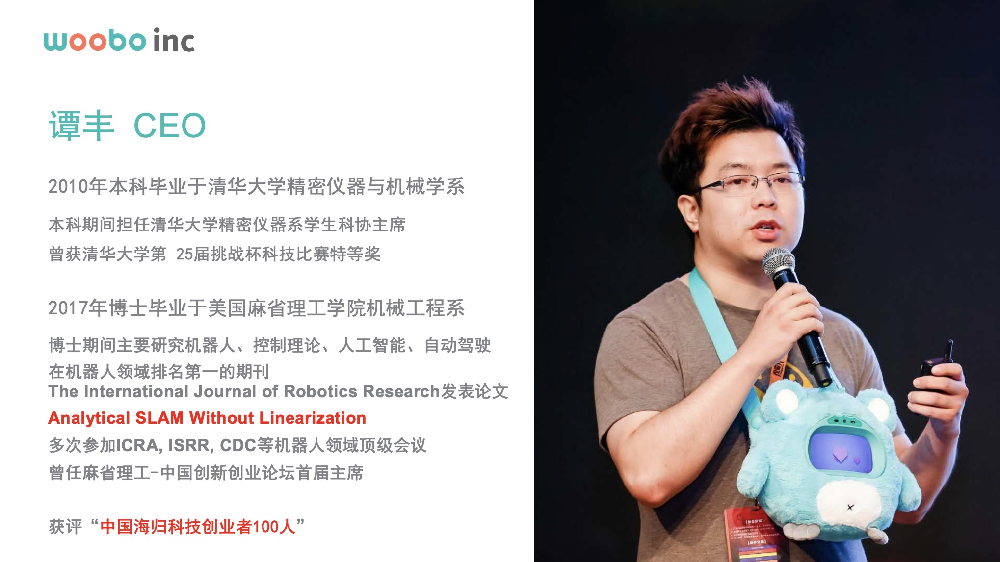 woobo inc
谭丰 CEO
2010年本科毕业于清华大学精密仪器与机械学系
本科期间担任清华大学精密仪器系学生科协主席
曾获清华大学第 25届挑战杯科技比赛特等奖
2017年博士毕业于美国麻省理工学院机械工程系
博士期间主要研究机器人、控制理论、人工智能、自动驾驶
在机器人领域排名第一的期刊
The International Journal of Robotics Research发表论文
Analytical SLAM Without Linearization
多次参加ICRA, ISRR, CDC等机器人领域顶级会议
曾任麻省理工-中国创新创业论坛首届主席
获评“中国海归科技创业者100人”
【参会须知】